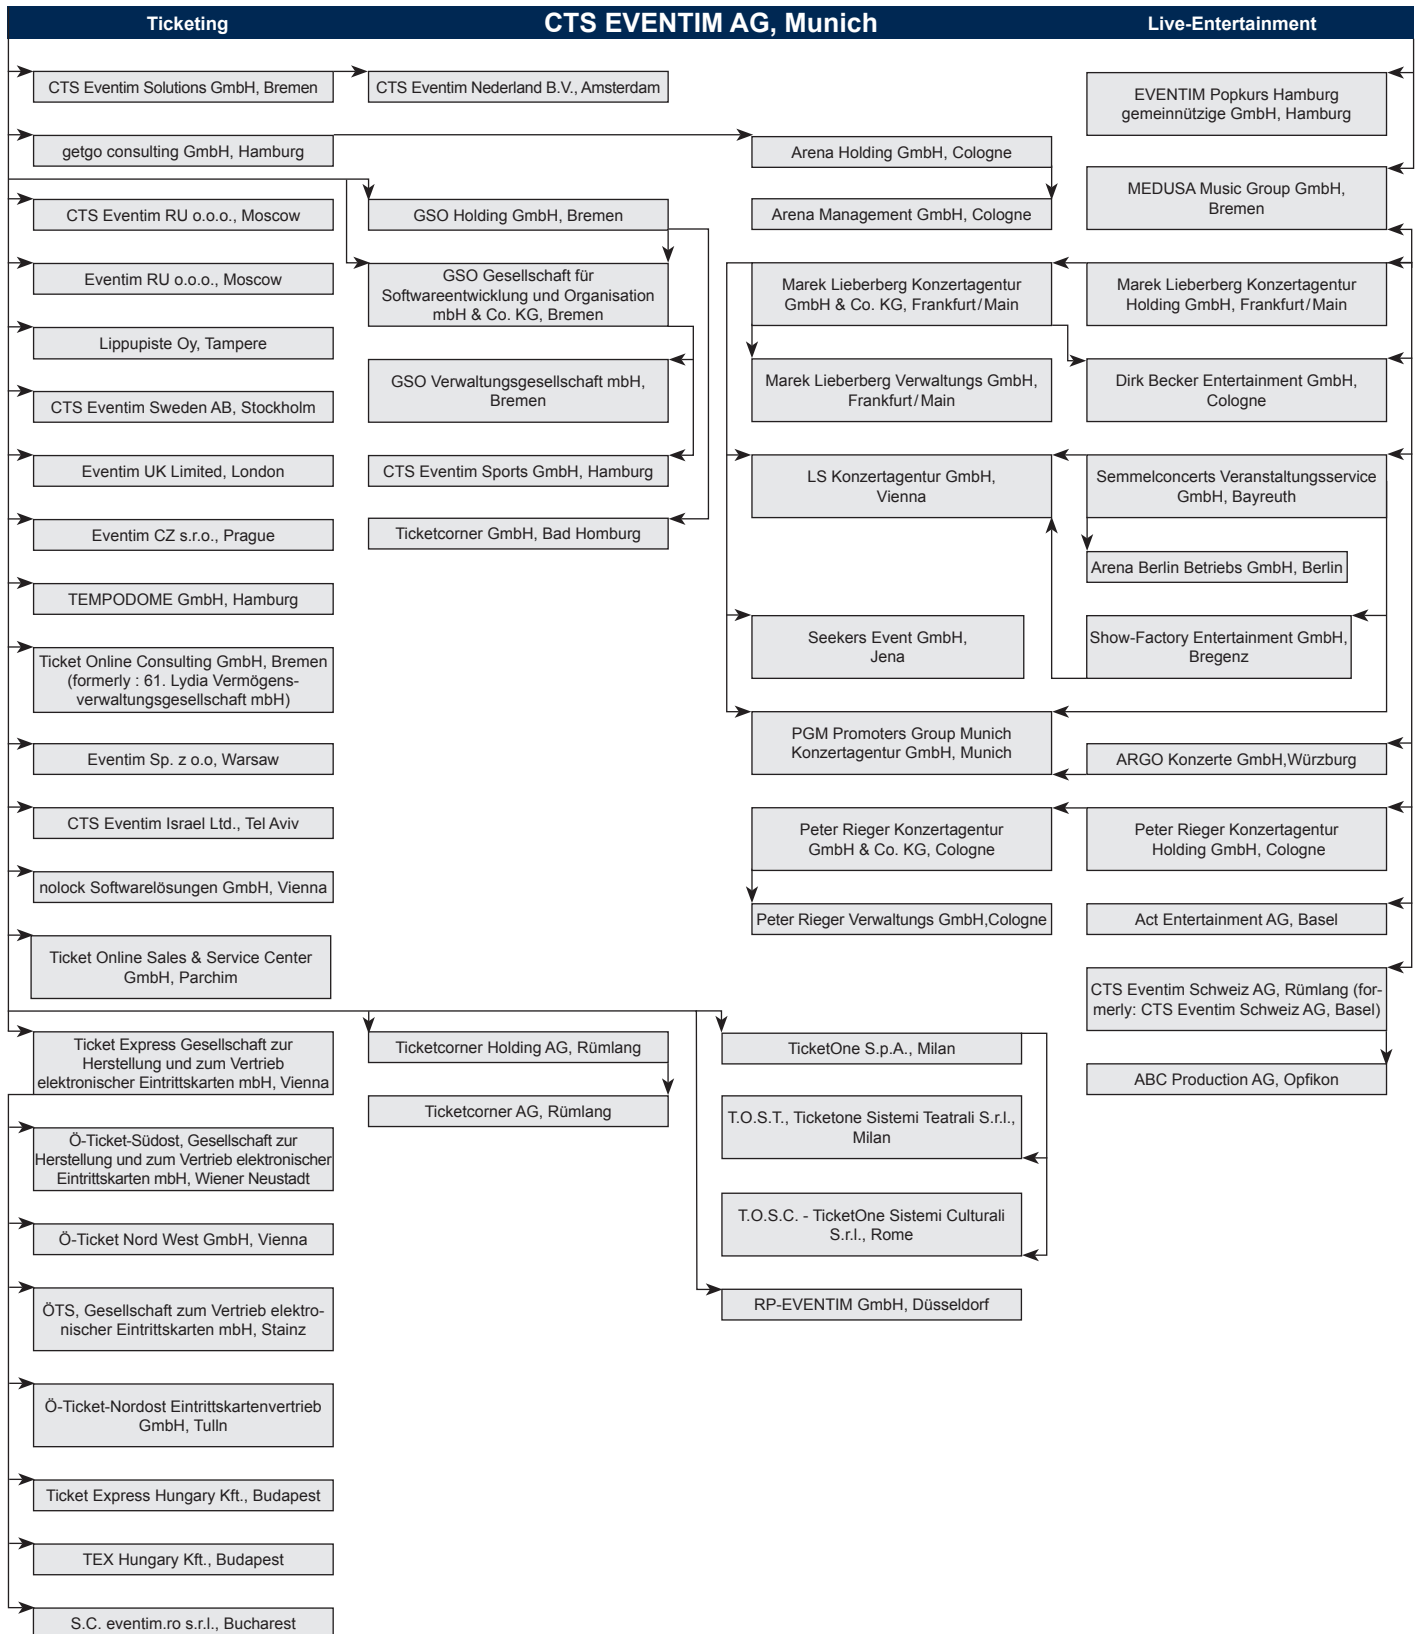 Ticketing
CTS EVENTIM AG, Munich
Live-Entertainment
CTS Eventim Solutions GmbH, Bremen
CTS Eventim Nederland B.V., Amsterdam
EVENTIM Popkurs Hamburg
gemeinnützige GmbH, Hamburg
getgo consulting GmbH, Hamburg
Arena Holding GmbH, Cologne
MEDUSA Music Group GmbH,
Bremen
CTS Eventim RU o.o.o., Moscow
GSO Holding GmbH, Bremen
Arena Management GmbH, Cologne
Eventim RU o.o.o., Moscow
GSO Gesellschaft für
Softwareentwicklung und Organisation
mbH & Co. KG, Bremen
Marek Lieberberg Konzertagentur
GmbH & Co. KG, Frankfurt/Main
Marek Lieberberg Konzertagentur
Holding GmbH, Frankfurt/Main
Lippupiste Oy, Tampere
GSO Verwaltungsgesellschaft mbH,
Bremen
Marek Lieberberg Verwaltungs GmbH,
Frankfurt/Main
Dirk Becker Entertainment GmbH,
Cologne
CTS Eventim Sweden AB, Stockholm
Eventim UK Limited, London
CTS Eventim Sports GmbH, Hamburg
LS Konzertagentur GmbH,
Vienna
Semmelconcerts Veranstaltungsservice
GmbH, Bayreuth
Eventim CZ s.r.o., Prague
Ticketcorner GmbH, Bad Homburg
Arena Berlin Betriebs GmbH, Berlin
TEMPODOME GmbH, Hamburg
Seekers Event GmbH,
Jena
Show-Factory Entertainment GmbH,
Bregenz
Ticket Online Consulting GmbH, Bremen
(formerly : 61. Lydia Vermögens-
verwaltungsgesellschaft mbH)
PGM Promoters Group Munich
Konzertagentur GmbH, Munich
Eventim Sp. z o.o, Warsaw
ARGO Konzerte GmbH,Würzburg
CTS Eventim Israel Ltd., Tel Aviv
Peter Rieger Konzertagentur
GmbH & Co. KG, Cologne
Peter Rieger Konzertagentur
Holding GmbH, Cologne
nolock Softwarelösungen GmbH, Vienna
Peter Rieger Verwaltungs GmbH,Cologne
Act Entertainment AG, Basel
Ticket Online Sales & Service Center
GmbH, Parchim
CTS Eventim Schweiz AG, Rümlang (for-
merly: CTS Eventim Schweiz AG, Basel)
Ticket Express Gesellschaft zur
Herstellung und zum Vertrieb
elektronischer Eintrittskarten mbH, Vienna
Ticketcorner Holding AG, Rümlang
TicketOne S.p.A., Milan
ABC Production AG, Opfikon
Ticketcorner AG, Rümlang
T.O.S.T., Ticketone Sistemi Teatrali S.r.l.,
Milan
Ö-Ticket-Südost, Gesellschaft zur
Herstellung und zum Vertrieb elektronischer
Eintrittskarten mbH, Wiener Neustadt
T.O.S.C. - TicketOne Sistemi Culturali
S.r.l., Rome
Ö-Ticket Nord West GmbH, Vienna
RP-EVENTIM GmbH, Düsseldorf
ÖTS, Gesellschaft zum Vertrieb elektro-
nischer Eintrittskarten mbH, Stainz
Ö-Ticket-Nordost Eintrittskartenvertrieb
GmbH, Tulln
Ticket Express Hungary Kft., Budapest
TEX Hungary Kft., Budapest
S.C. eventim.ro s.r.l., Bucharest